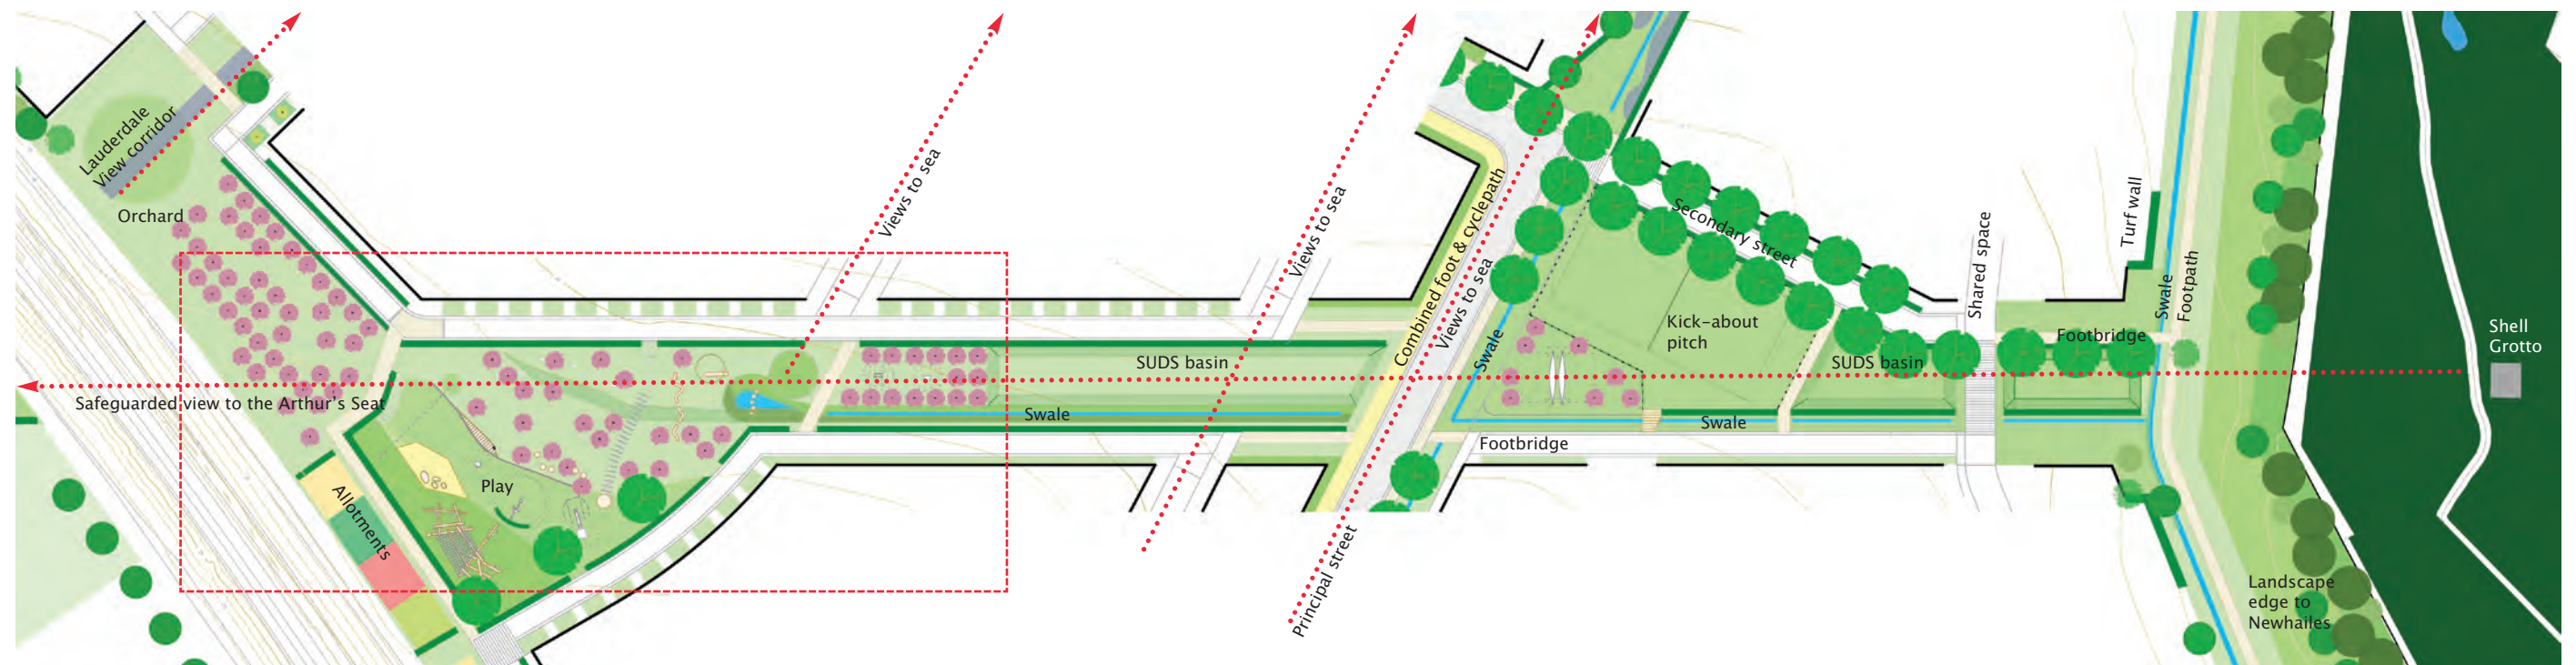 Lauderdale
View corridor
Orchard
Safeguarded view to the Arthur's Seat
Allotments
Play
Views to sea
SUDS basin
Swale
Views to sea
Combined foot & cyclepath
Views to sea
Principal street
Swale
Footbridge
Secondary street
Kick-about
pitch
SUDS basin
Swale
Shared space
Footbridge
Turf wall
Swale
Footpath
Landscape
edge to
Newhailes
Shell
Grotto